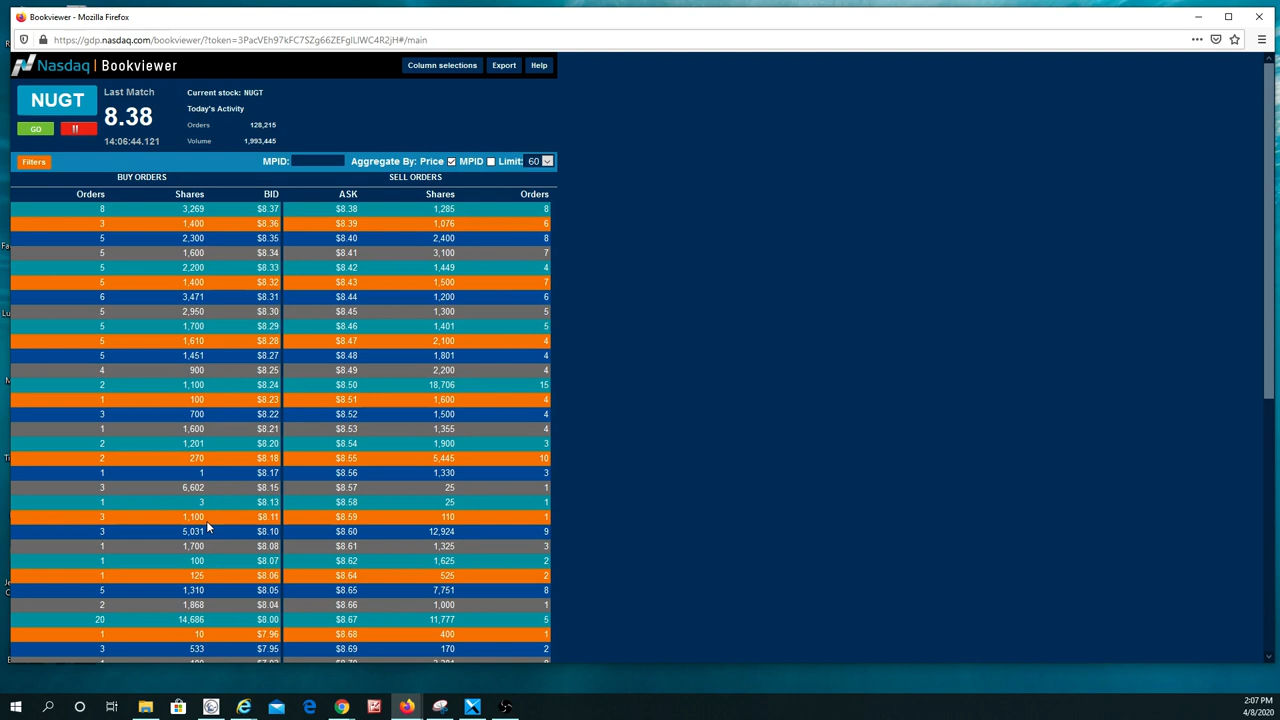 Bookviewer - Mozilla Firefox
https://gdp.nasdaq.com/bookviewer/?token=3PacVEh97kFC7SZg66ZEFglLlWC4R2jH#/main
Nasdaq | Bookviewer
Column selections Export Help
NUGT
Last Match
8.38
14:06:44.121
GO
Current stock: NUGT
Today's Activity
Orders 128,215
Volume 1,993,445
Filters MPID: Aggregate By: Price MPID Limit: 60
BUY ORDERS SELL ORDERS
Orders Shares BID ASK Shares Orders
8 3,269 $8.37 $8.38 1,285 8
3 1,400 $8.36 $8.39 1,076 6
5 2,300 $8.35 $8.40 2,400 8
5 1,600 $8.34 $8.41 3,100 7
5 2,200 $8.33 $8.42 1,449 4
5 1,400 $8.32 $8.43 1,500 7
6 3,471 $8.31 $8.44 1,200 6
5 2,950 $8.30 $8.45 1,300 5
5 1,700 $8.29 $8.46 1,401 5
5 1,610 $8.28 $8.47 2,100 4
5 1,451 $8.27 $8.48 1,801 4
4 900 $8.25 $8.49 2,200 4
2 1,100 $8.24 $8.50 18,706 15
1 100 $8.23 $8.51 1,600 4
3 700 $8.22 $8.52 1,500 4
1 1,600 $8.21 $8.53 1,355 4
2 1,201 $8.20 $8.54 1,900 3
2 270 $8.18 $8.55 5,445 10
1 1 $8.17 $8.56 1,330 3
3 6,602 $8.15 $8.57 25 1
1 3 $8.13 $8.58 25 1
3 1,100 $8.11 $8.59 110 1
3 5,031 $8.10 $8.60 12,924 9
1 1,700 $8.08 $8.61 1,325 3
1 100 $8.07 $8.62 1,625 2
1 125 $8.06 $8.64 525 2
5 1,310 $8.05 $8.65 7,751 8
2 1,868 $8.04 $8.66 1,000 1
20 14,686 $8.00 $8.67 11,777 5
1 10 $7.96 $8.68 400 1
3 533 $7.95 $8.69 170 2
2:07 PM
4/8/2020